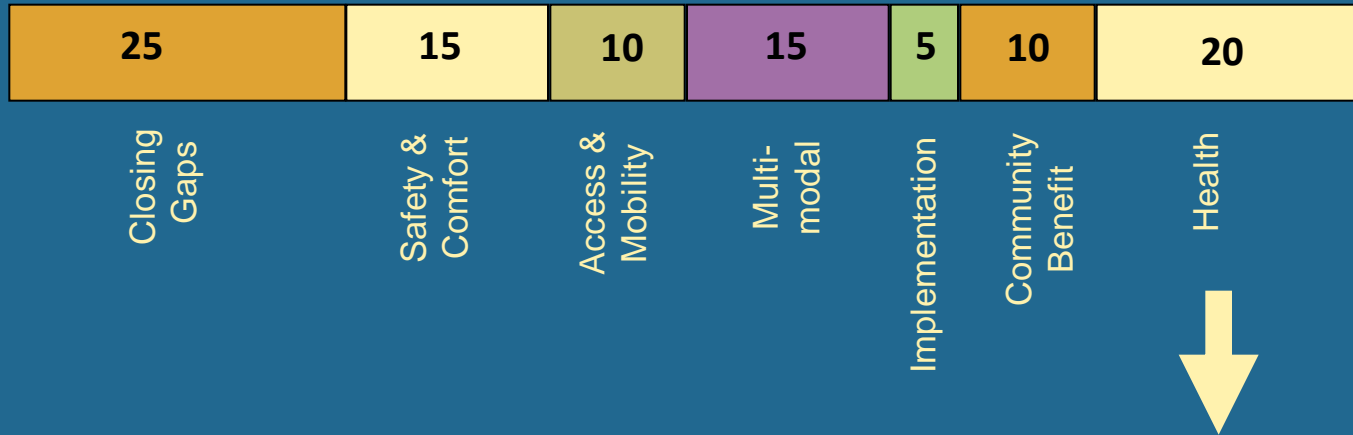 25
15
10
15
5
10
20
Closing
Gaps
Safety &
Comfort
Access &
Mobility
Multi-
modal
Implementation
Community
Benefit
Health